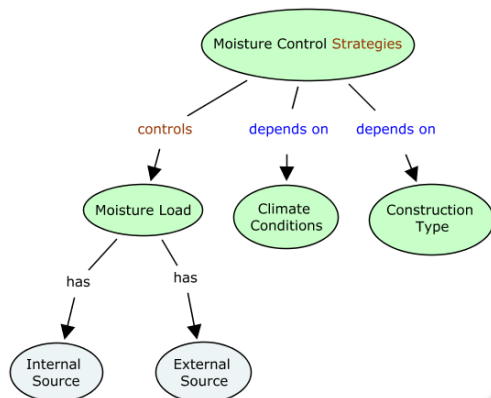 Moisture Control Strategies
controls
depends on
depends on
Moisture Load
Climate
Conditions
Construction
Type
has
has
Internal
Source
External
Source